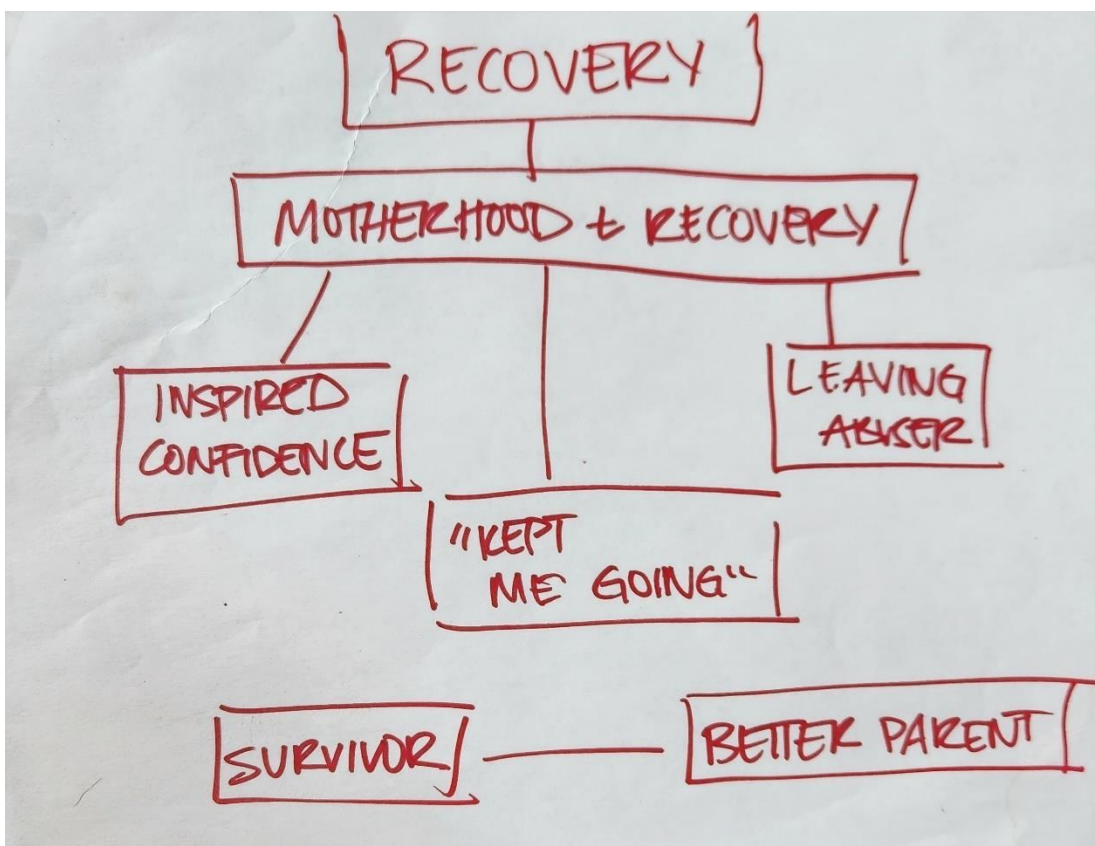 RECOVERY
MOTHERHOOD & RECOVERY
INSPIRED
CONFIDENCE
LEAVING
ABUSER
"KEPT
ME GOING"
SURVIVOR
BETTER PARENT